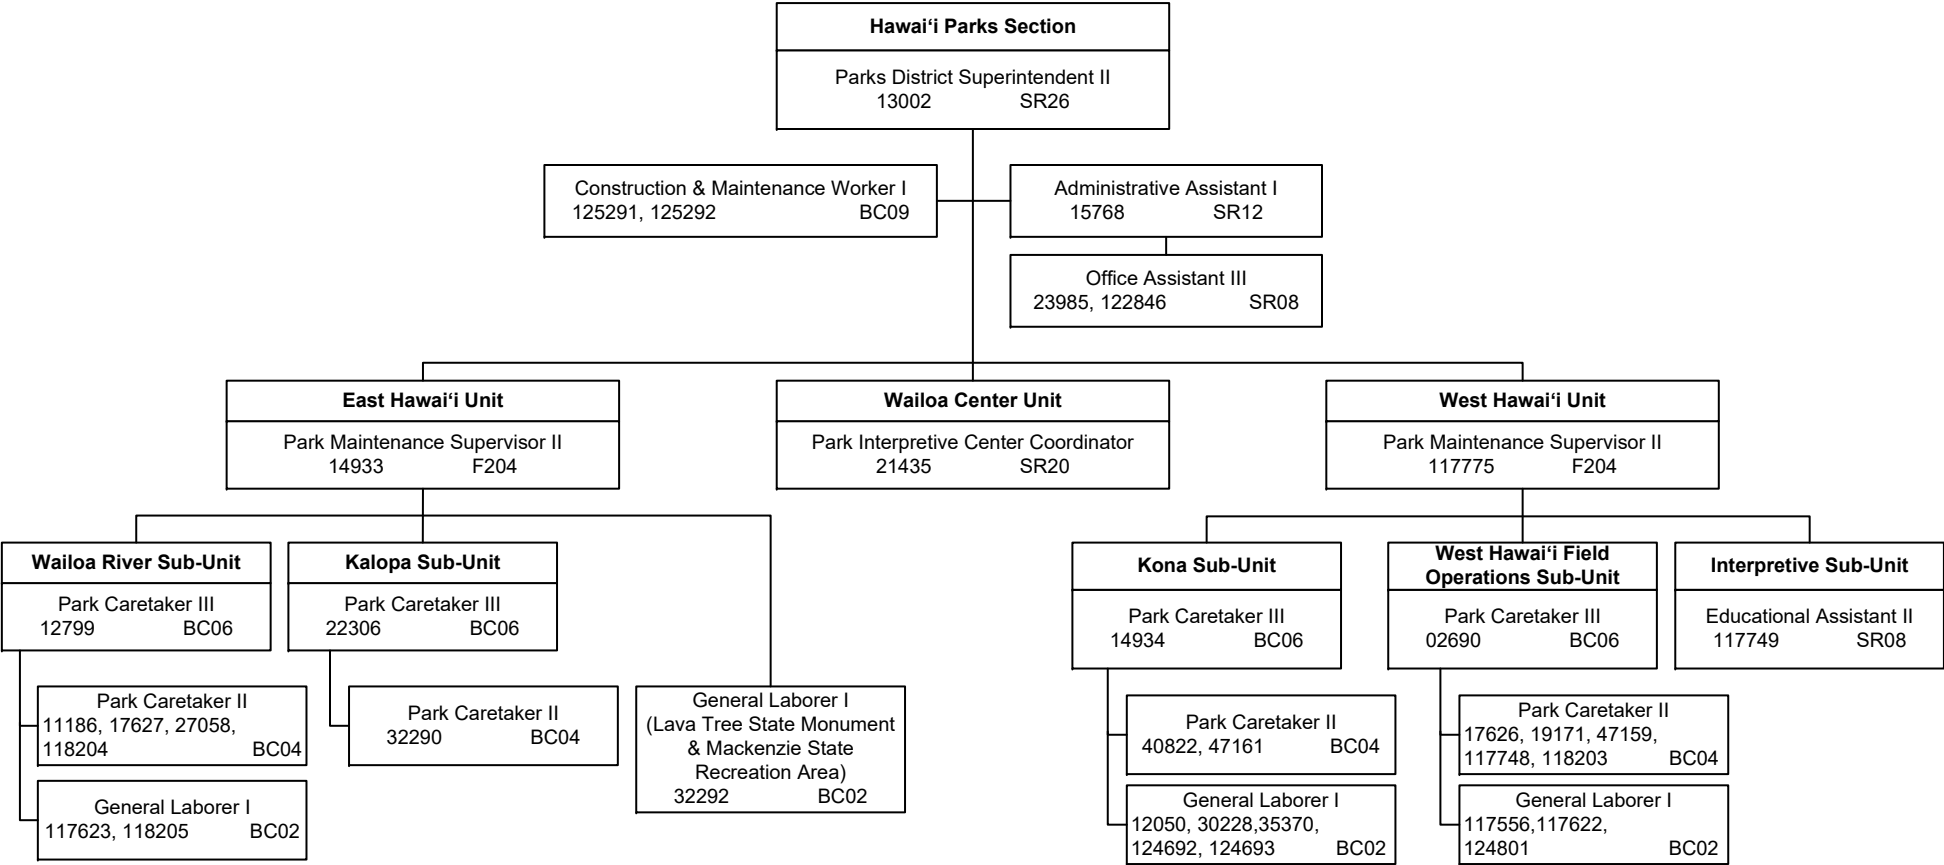 Hawai‘i Parks Section
Parks District Superintendent II
13002 SR26
Construction & Maintenance Worker I
125291, 125292 BC09
Administrative Assistant I
15768 SR12
Office Assistant III
23985, 122846 SR08
East Hawai‘i Unit
Park Maintenance Supervisor II
14933 F204
Wailoa Center Unit
Park Interpretive Center Coordinator
21435 SR20
West Hawai‘i Unit
Park Maintenance Supervisor II
117775 F204
Wailoa River Sub-Unit
Park Caretaker III
12799 BC06
Park Caretaker II
11186, 17627, 27058,
118204 BC04
General Laborer I
117623, 118205 BC02
Kalopa Sub-Unit
Park Caretaker III
22306 BC06
Park Caretaker II
32290 BC04
General Laborer I
(Lava Tree State Monument
& Mackenzie State
Recreation Area)
32292 BC02
Kona Sub-Unit
Park Caretaker III
14934 BC06
Park Caretaker II
40822, 47161 BC04
General Laborer I
12050, 30228,35370,
124692, 124693 BC02
West Hawai‘i Field
Operations Sub-Unit
Park Caretaker III
02690 BC06
Park Caretaker II
17626, 19171, 47159,
117748, 118203 BC04
General Laborer I
117556,117622,
124801 BC02
Interpretive Sub-Unit
Educational Assistant II
117749 SR08